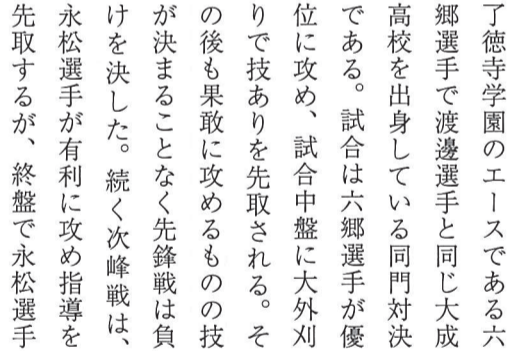 了徳寺学園のエースである六
郷選手で渡邊選手と同じ大成
高校を出身している同門対決
である。試合は六郷選手が優
位に攻め、試合中盤に大外刈
りで技ありを先取される。そ
の後も果敢に攻めるものの技
が決まることなく先鋒戦は負
けを決した。続く次峰戦は、
永松選手が有利に攻め指導を
先取するが、終盤で永松選手